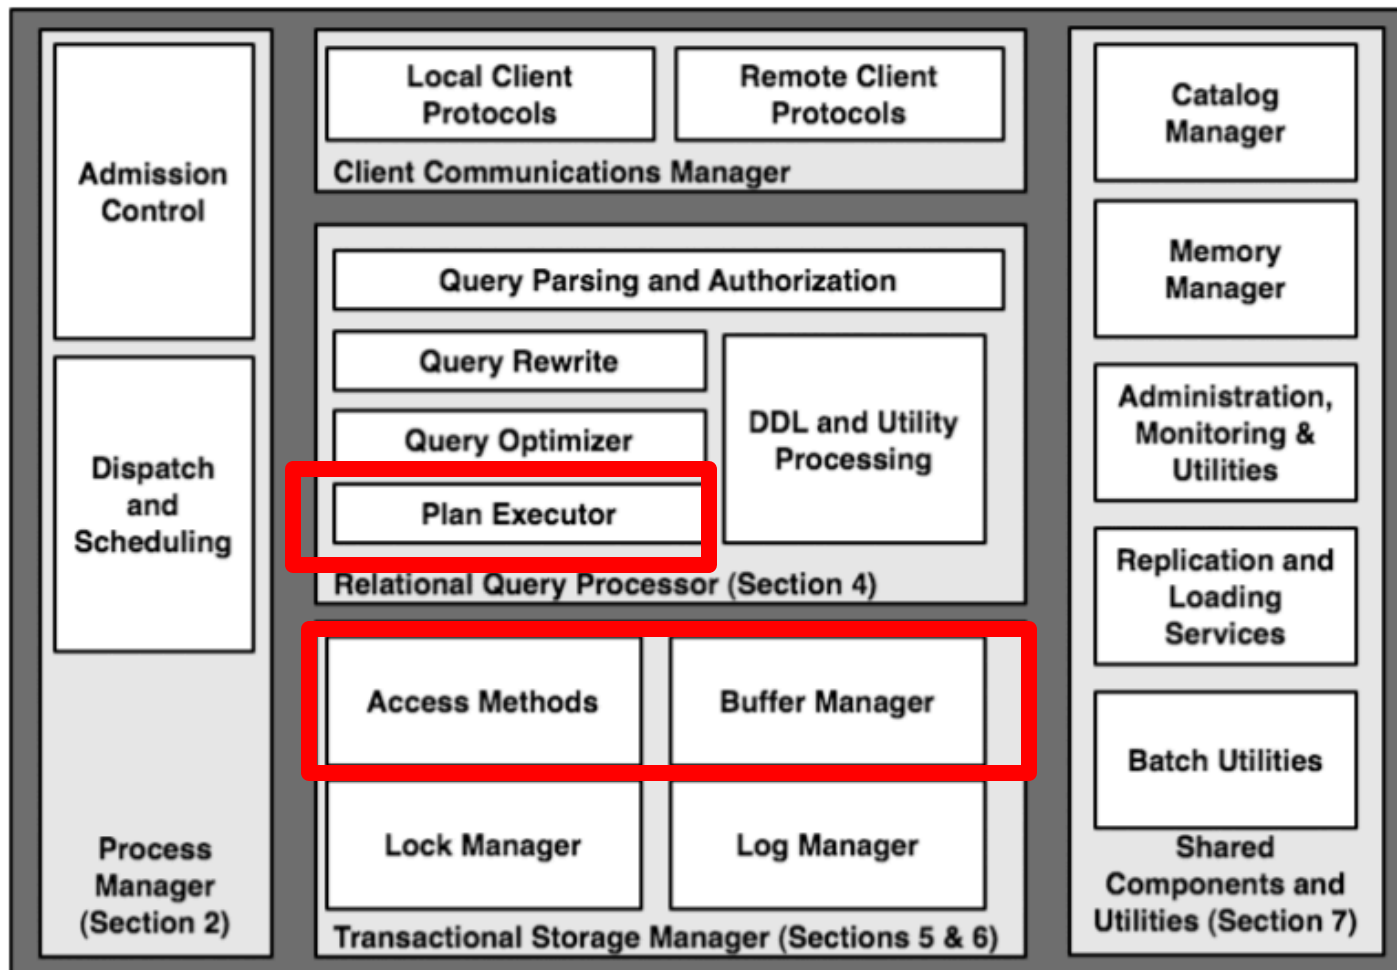 Admission
Control
Dispatch
and
Scheduling
Process
Manager
(Section 2)
Local Client
Protocols
Remote Client
Protocols
Client Communications Manager
Query Parsing and Authorization
Query Rewrite
Query Optimizer
Plan Executor
DDL and Utility
Processing
Relational Query Processor (Section 4)
Access Methods
Buffer Manager
Lock Manager
Log Manager
Transactional Storage Manager (Sections 5 & 6)
Catalog
Manager
Memory
Manager
Administration,
Monitoring &
Utilities
Replication and
Loading
Services
Batch Utilities
Shared
Components and
Utilities (Section 7)